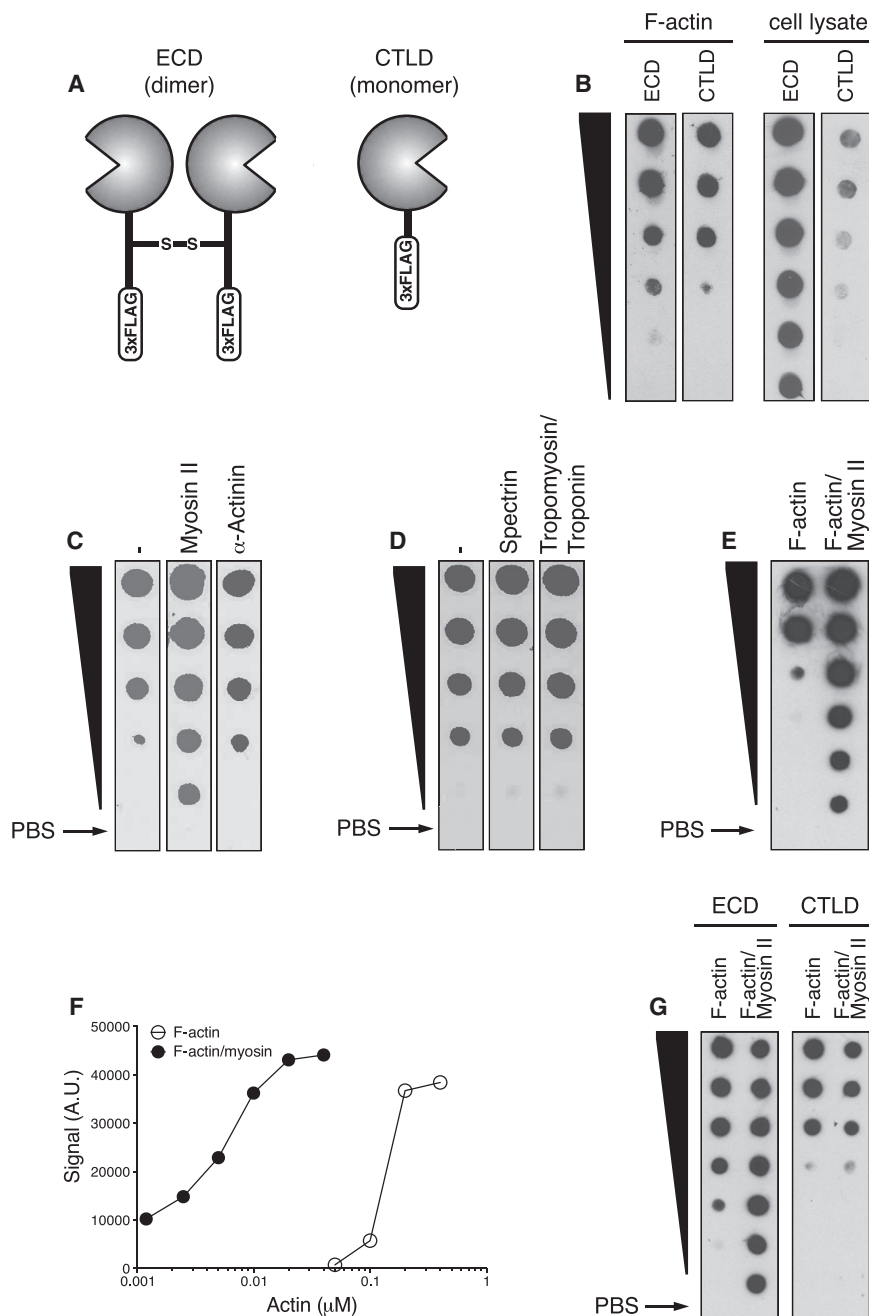 A
ECD
(dimer)
CTLD
(monomer)
S
S
3xFLAG
3xFLAG
3xFLAG
B
F-actin
cell lysate
ECD
CTLD
ECD
CTLD
C
-
Myosin II
α-Actinin
PBS
D
-
Spectrin
Tropomyosin/
Troponin
PBS
E
F-actin
F-actin/
Myosin II
PBS
F
F-actin
F-actin/myosin
50000
40000
30000
20000
10000
0
Signal (A.U.)
0.001
0.01
0.1
1
Actin (μM)
G
ECD
CTLD
F-actin
F-actin/
Myosin II
F-actin
F-actin/
Myosin II
PBS